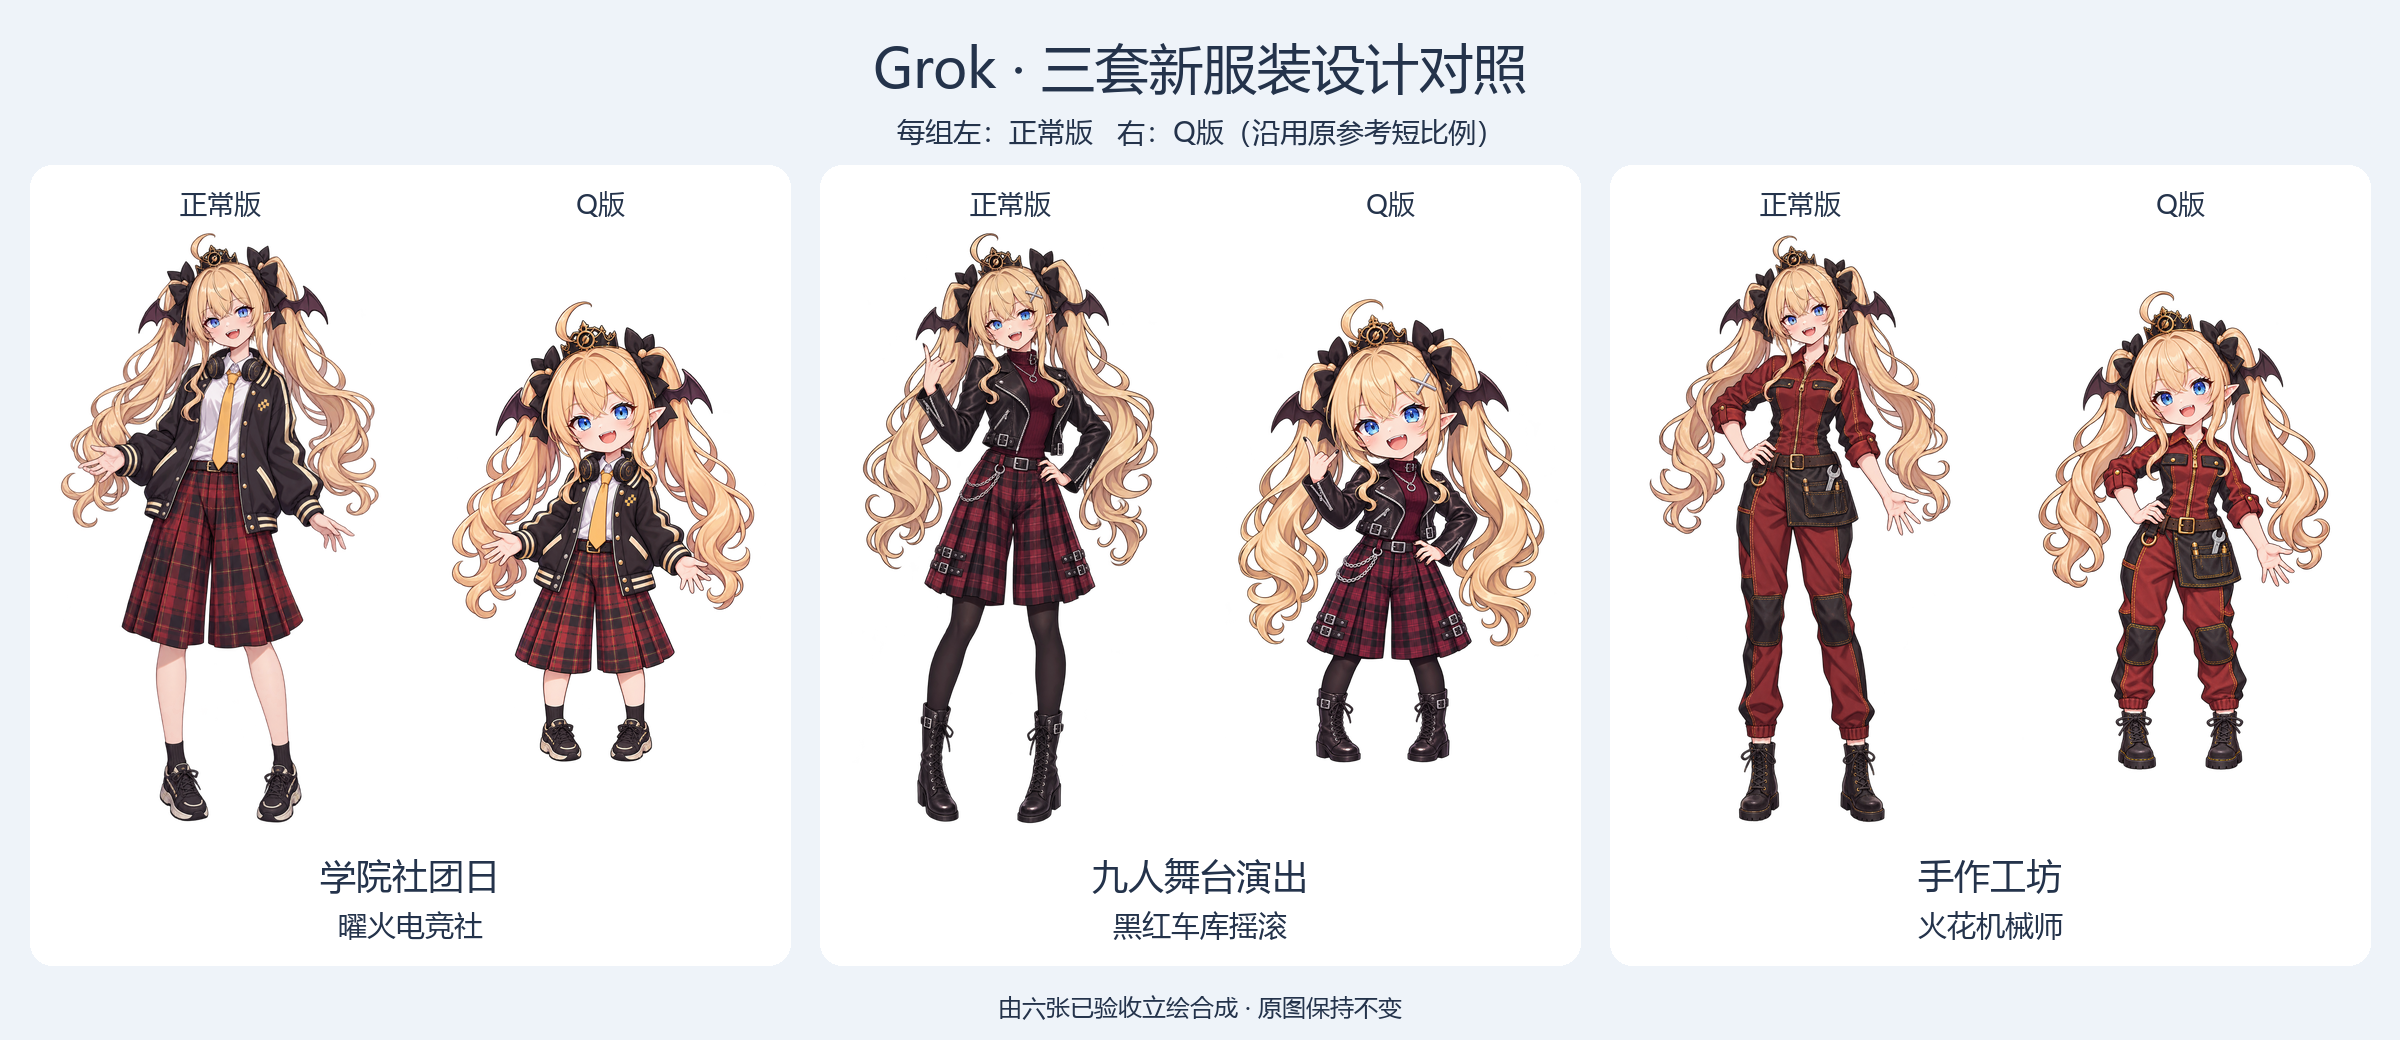 Grok · 三套新服装设计对照
每组左：正常版 右：Q版（沿用原参考短比例）
正常版 Q版
正常版 Q版
正常版 Q版
学院社团日
曜火电竞社
九人舞台演出
黑红车库摇滚
手作工坊
火花机械师
由六张已验收立绘合成 · 原图保持不变